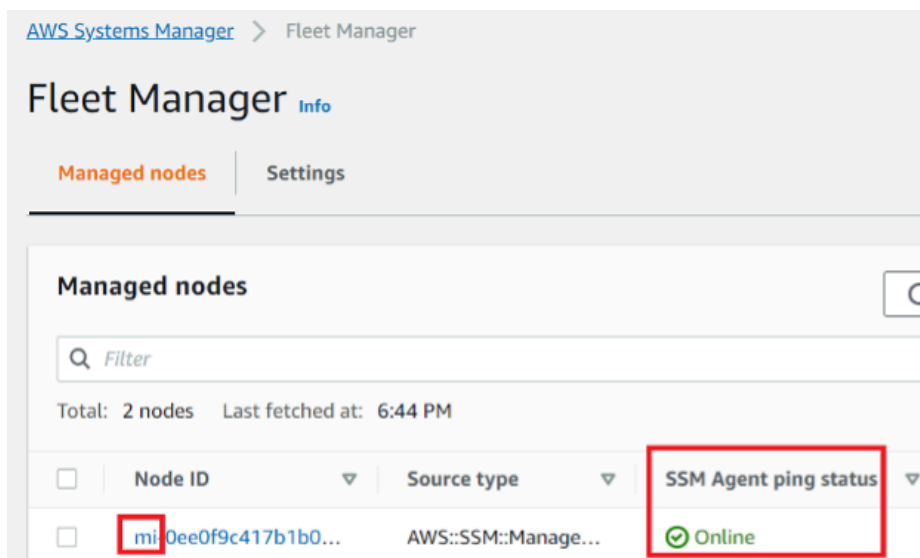 AWS Systems Manager > Fleet Manager
Fleet Manager Info
Managed nodes Settings
Managed nodes
Filter
Total: 2 nodes Last fetched at: 6:44 PM
Node ID Source type SSM Agent ping status
mi-0ee0f9c417b1b0... AWS::SSM::Manage... Online